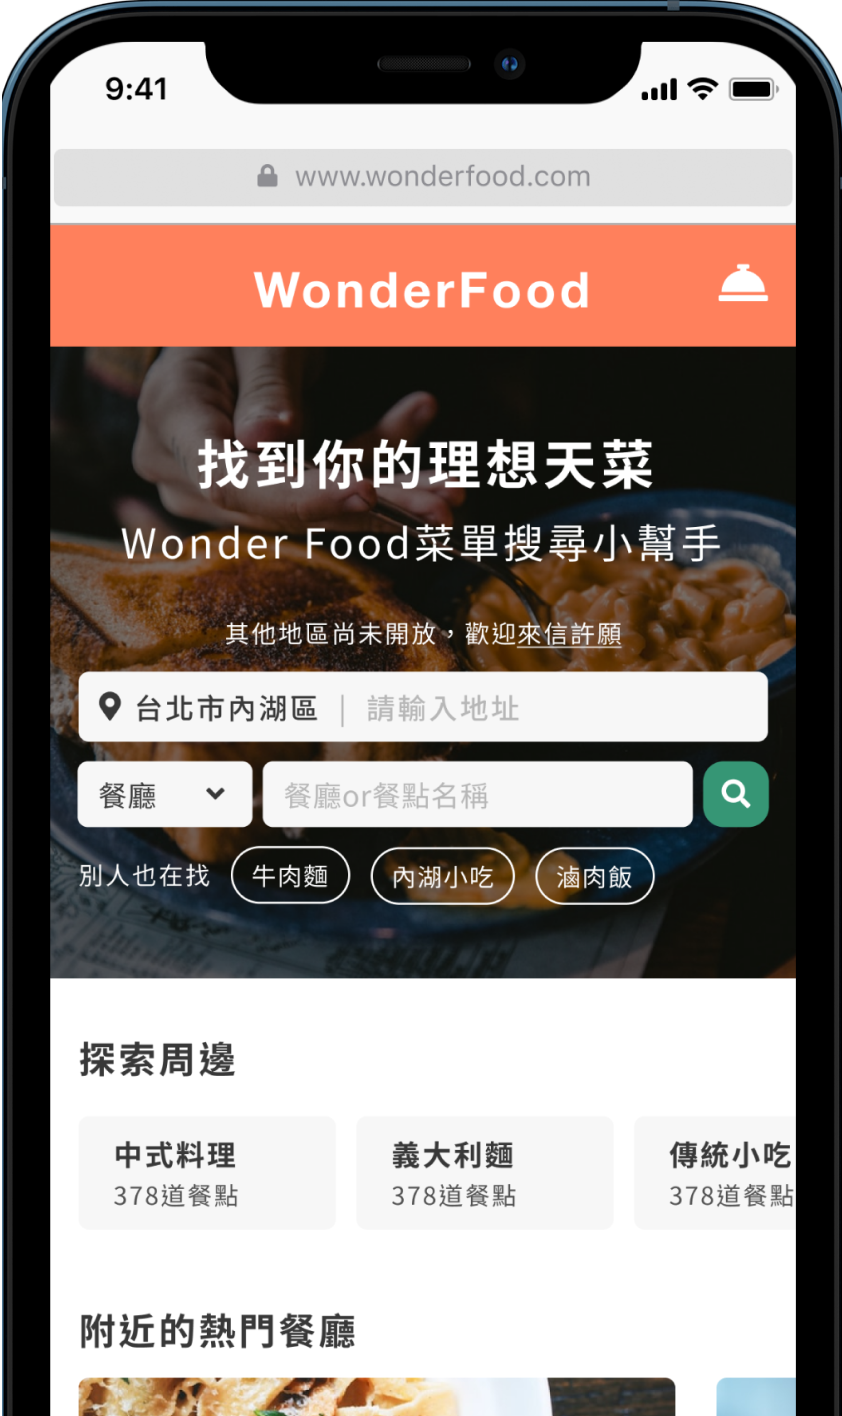 9:41
www.wonderfood.com
WonderFood
找到你的理想天菜
Wonder Food菜單搜尋小幫手
其他地區尚未開放，歡迎來信許願
台北市內湖區 | 請輸入地址
餐廳 餐廳or餐點名稱
別人也在找 牛肉麵 內湖小吃 滷肉飯
探索周邊
中式料理 義大利麵 傳統小吃
378道餐點 378道餐點 378道餐點
附近的熱門餐廳